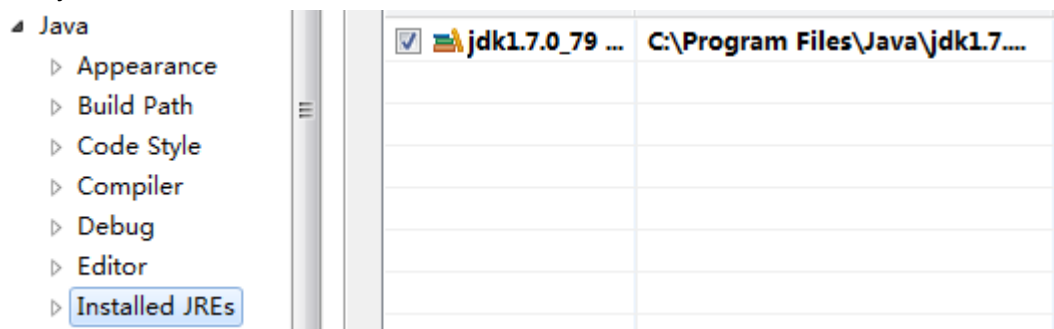 Java
Appearance
Build Path
Code Style
Compiler
Debug
Editor
Installed JREs
jdk1.7.0_79 ... C:\Program Files\Java\jdk1.7....